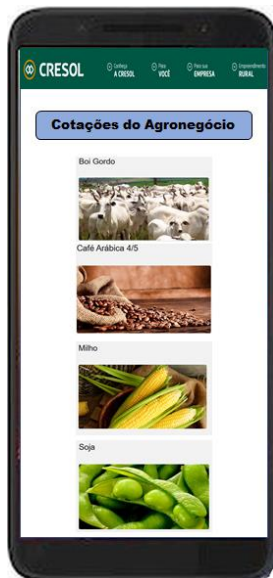 CRESOL
Conheça
A CRESOL
Para
VOCÊ
Para sua
EMPRESA
Empreendimento
RURAL
Cotações do Agronegócio
Boi Gordo
Café Arábica 4/5
Milho
Soja